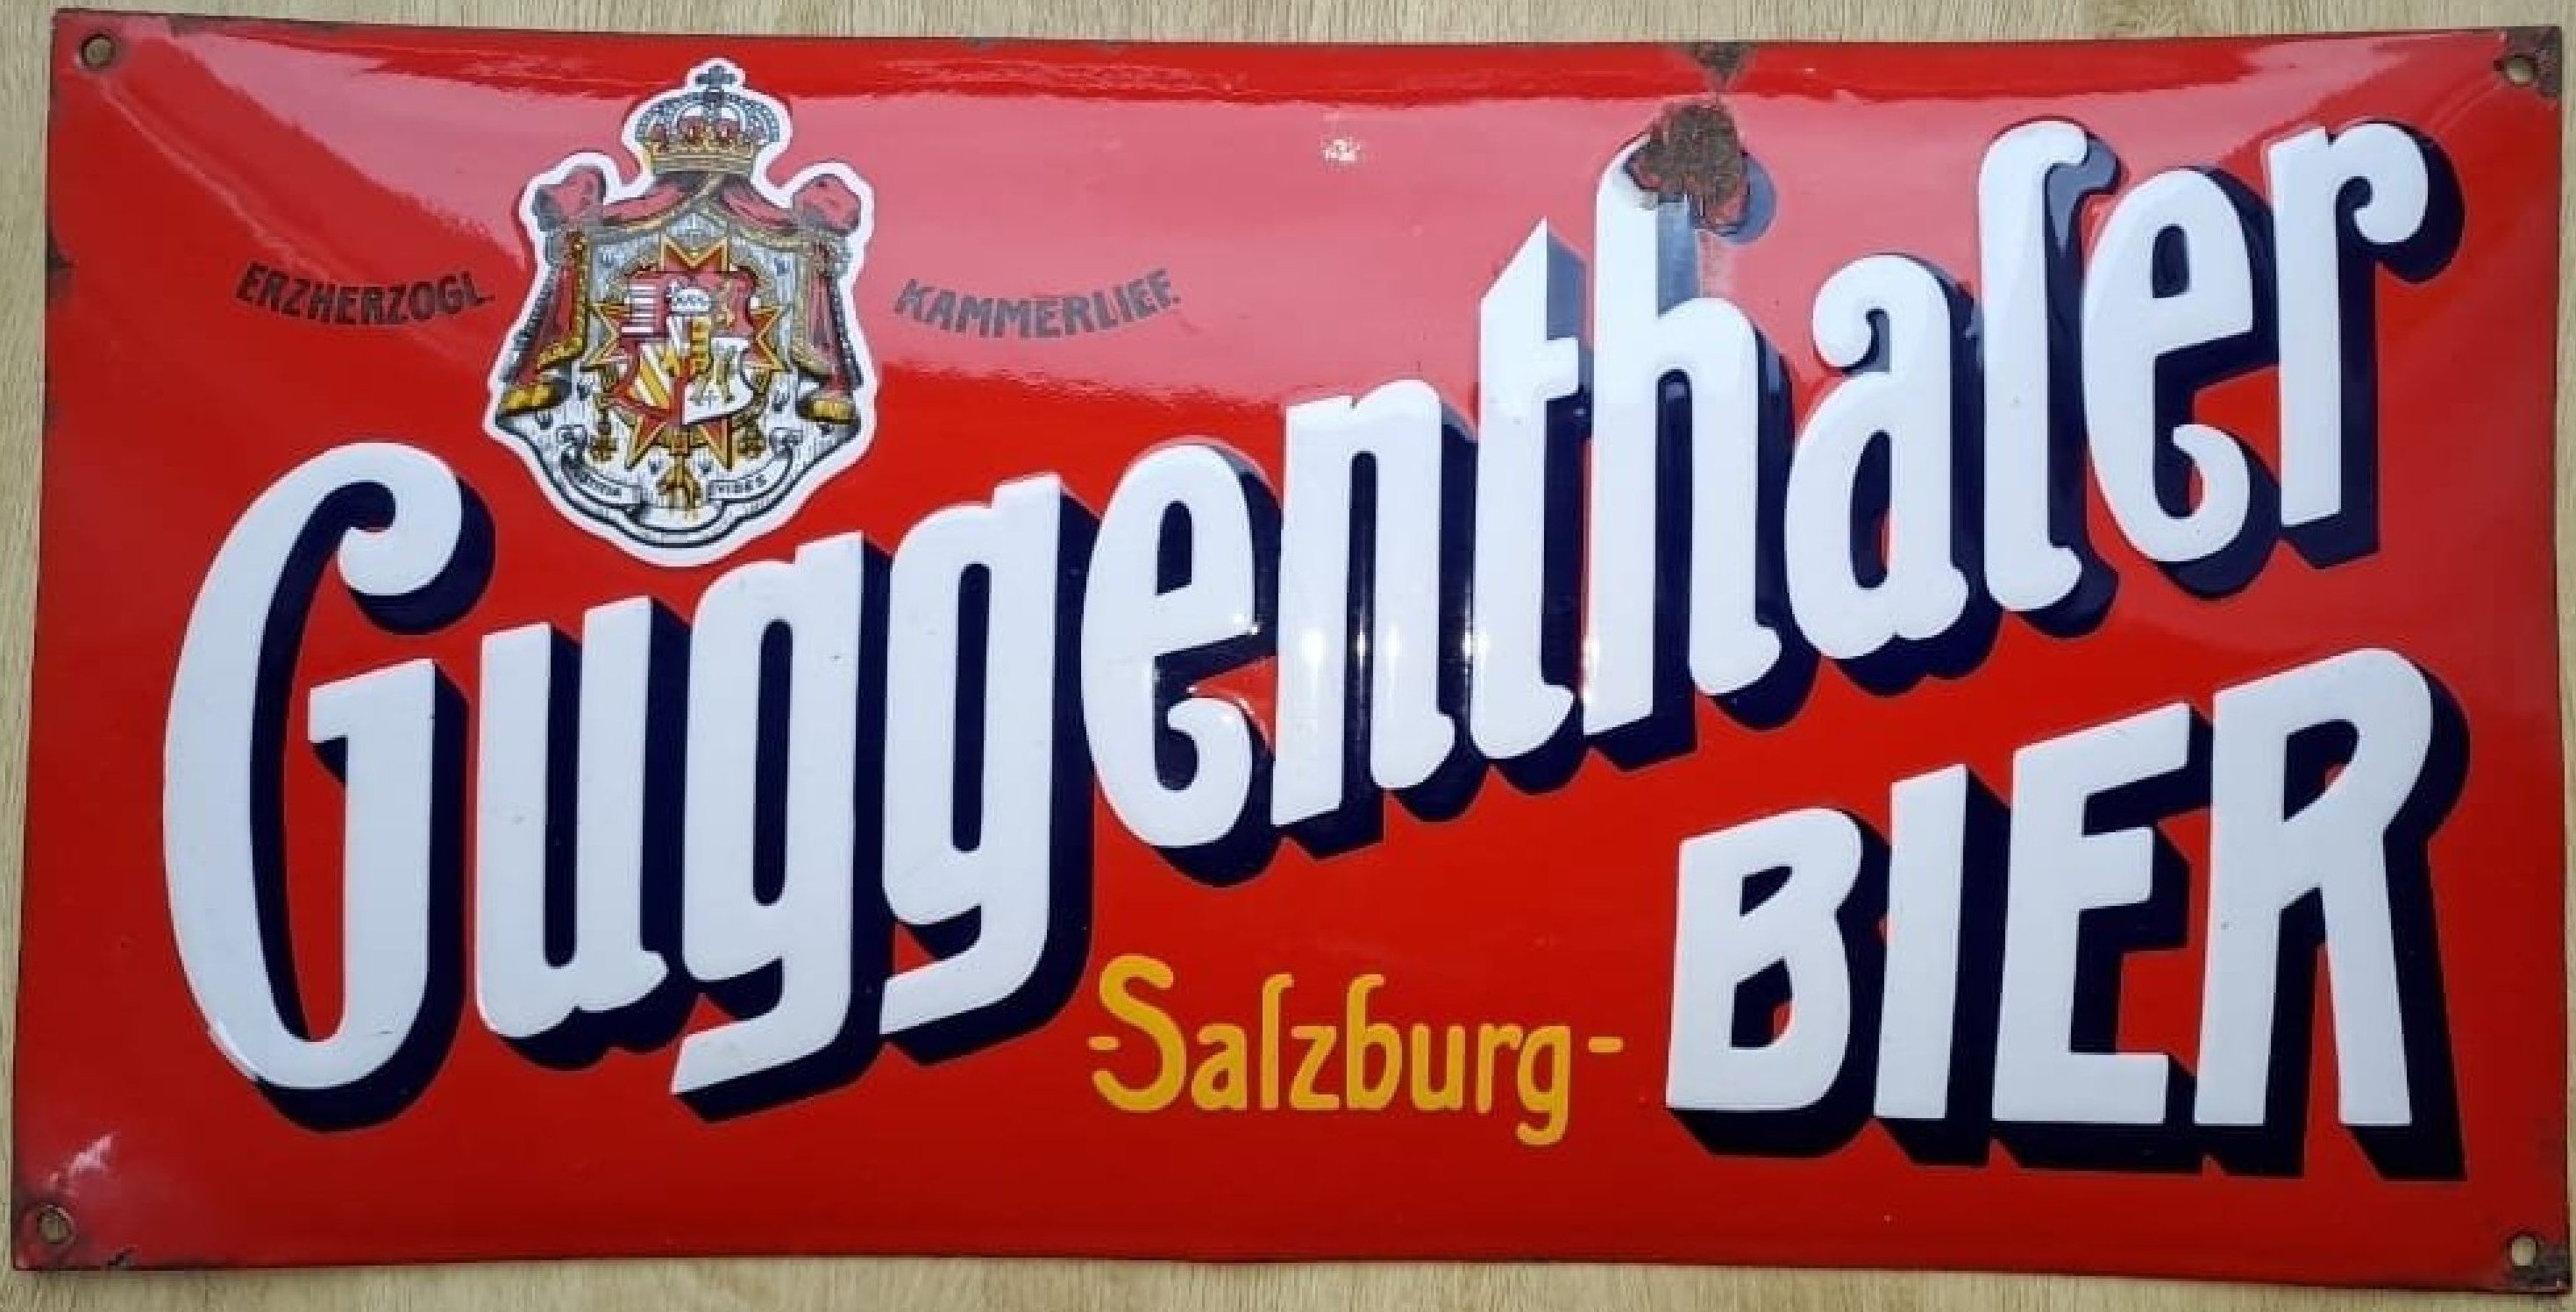 ERZHERZOGL. KAMMERLIEF.
Guggenthaler
BIER
-Salzburg-